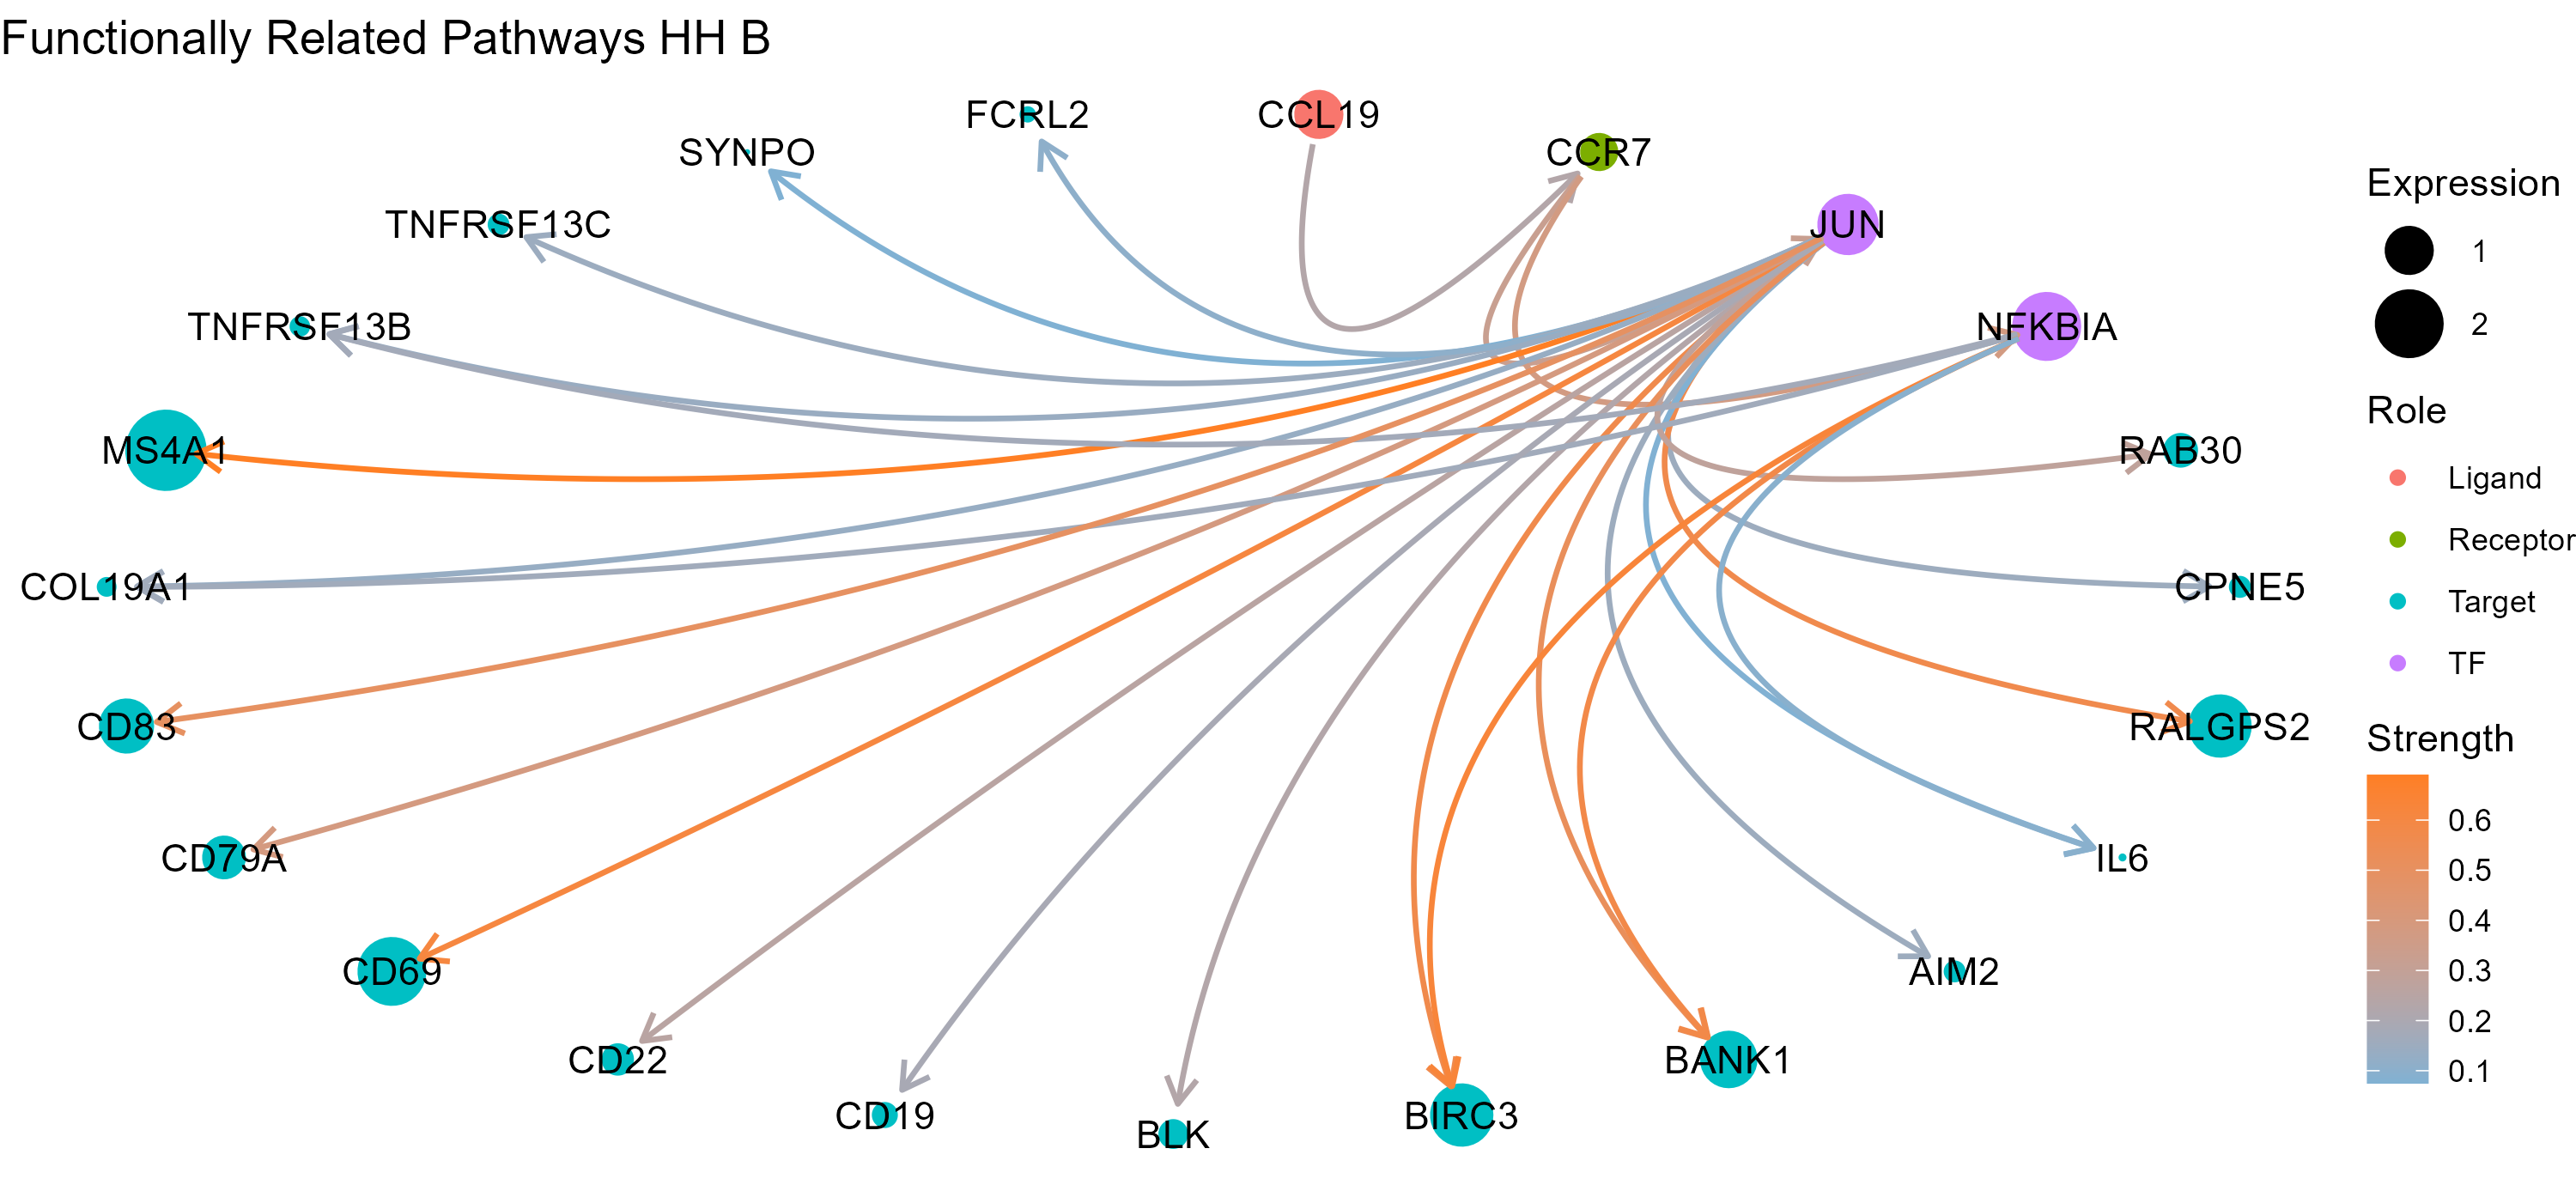 Functionally Related Pathways HH B
FCRL2
CCL19
SYNPO
CCR7
TNFRSF13C
JUN
TNFRSF13B
NFKBIA
MS4A1
RAB30
COL19A1
CPNE5
CD83
RALGPS2
CD79A
IL6
CD69
AIM2
CD22
BANK1
CD19
BIRC3
BLK
Expression
1
2
Role
Ligand
Receptor
Target
TF
Strength
0.6
0.5
0.4
0.3
0.2
0.1